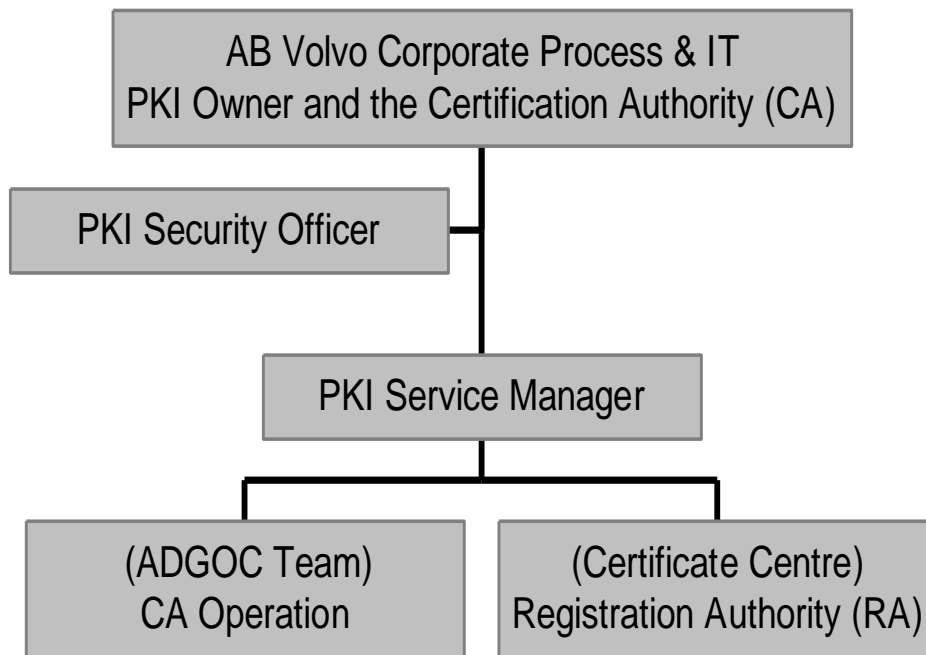 AB Volvo Corporate Process & IT
PKI Owner and the Certification Authority (CA)
PKI Security Officer
PKI Service Manager
(ADGOC Team)
CA Operation
(Certificate Centre)
Registration Authority (RA)